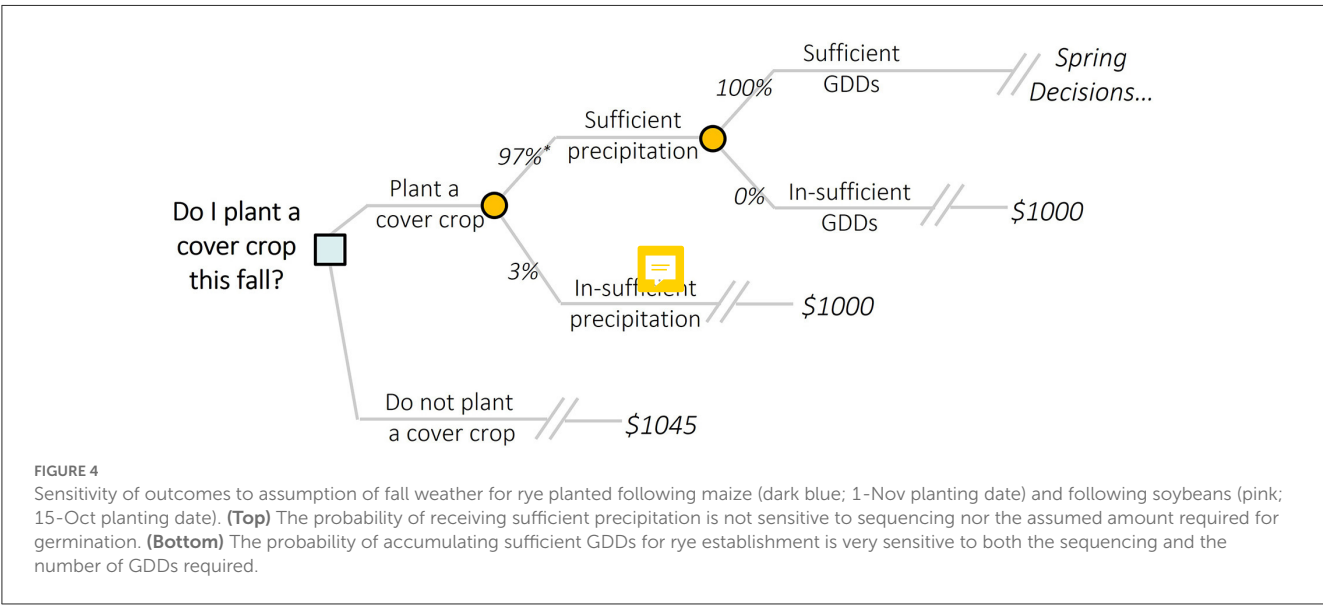 Sufficient
GDDs
Spring
Decisions...
100%
Sufficient
precipitation
97%*
0%
In-sufficient
GDDs
$1000
Plant a
cover crop
Do I plant a
cover crop
this fall?
3%
In-sufficient
precipitation
$1000
Do not plant
a cover crop
$1045
FIGURE 4
Sensitivity of outcomes to assumption of fall weather for rye planted following maize (dark blue; 1-Nov planting date) and following soybeans (pink;
15-Oct planting date). (Top) The probability of receiving sufficient precipitation is not sensitive to sequencing nor the assumed amount required for
germination. (Bottom) The probability of accumulating sufficient GDDs for rye establishment is very sensitive to both the sequencing and the
number of GDDs required.